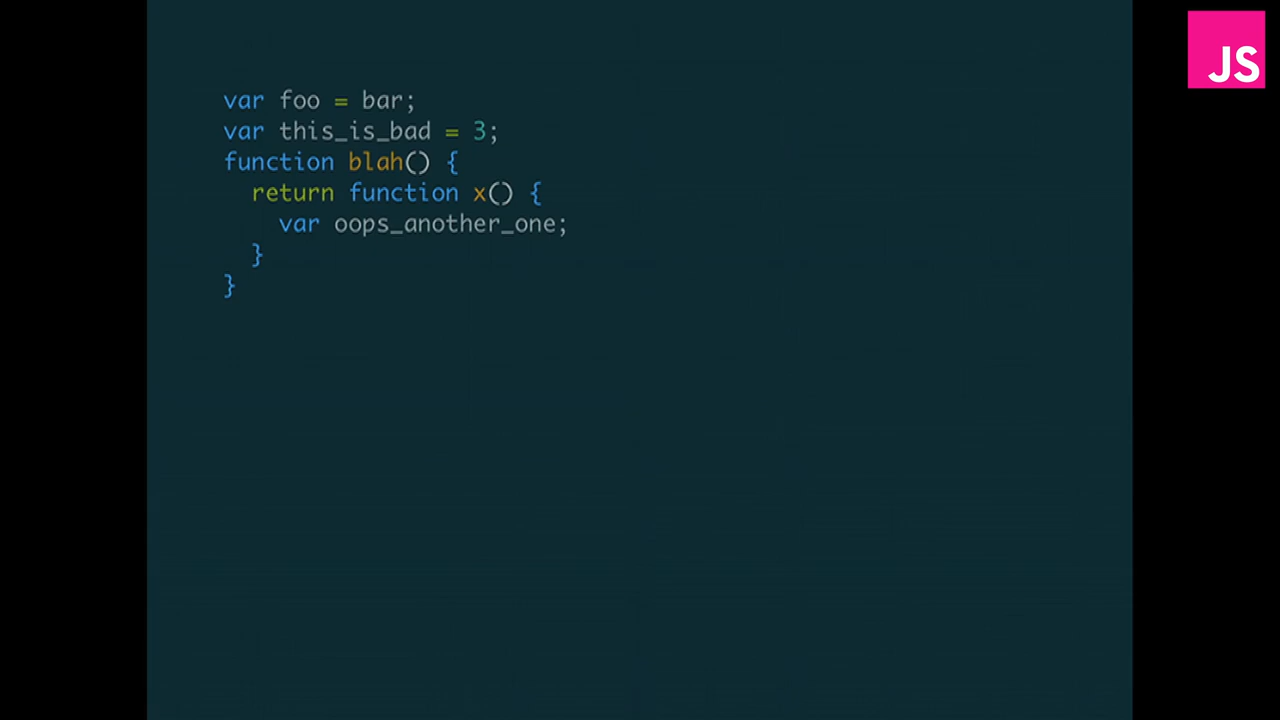 JS
var foo = bar;
var this_is_bad = 3;
function blah() {
  return function x() {
    var oops_another_one;
  }
}